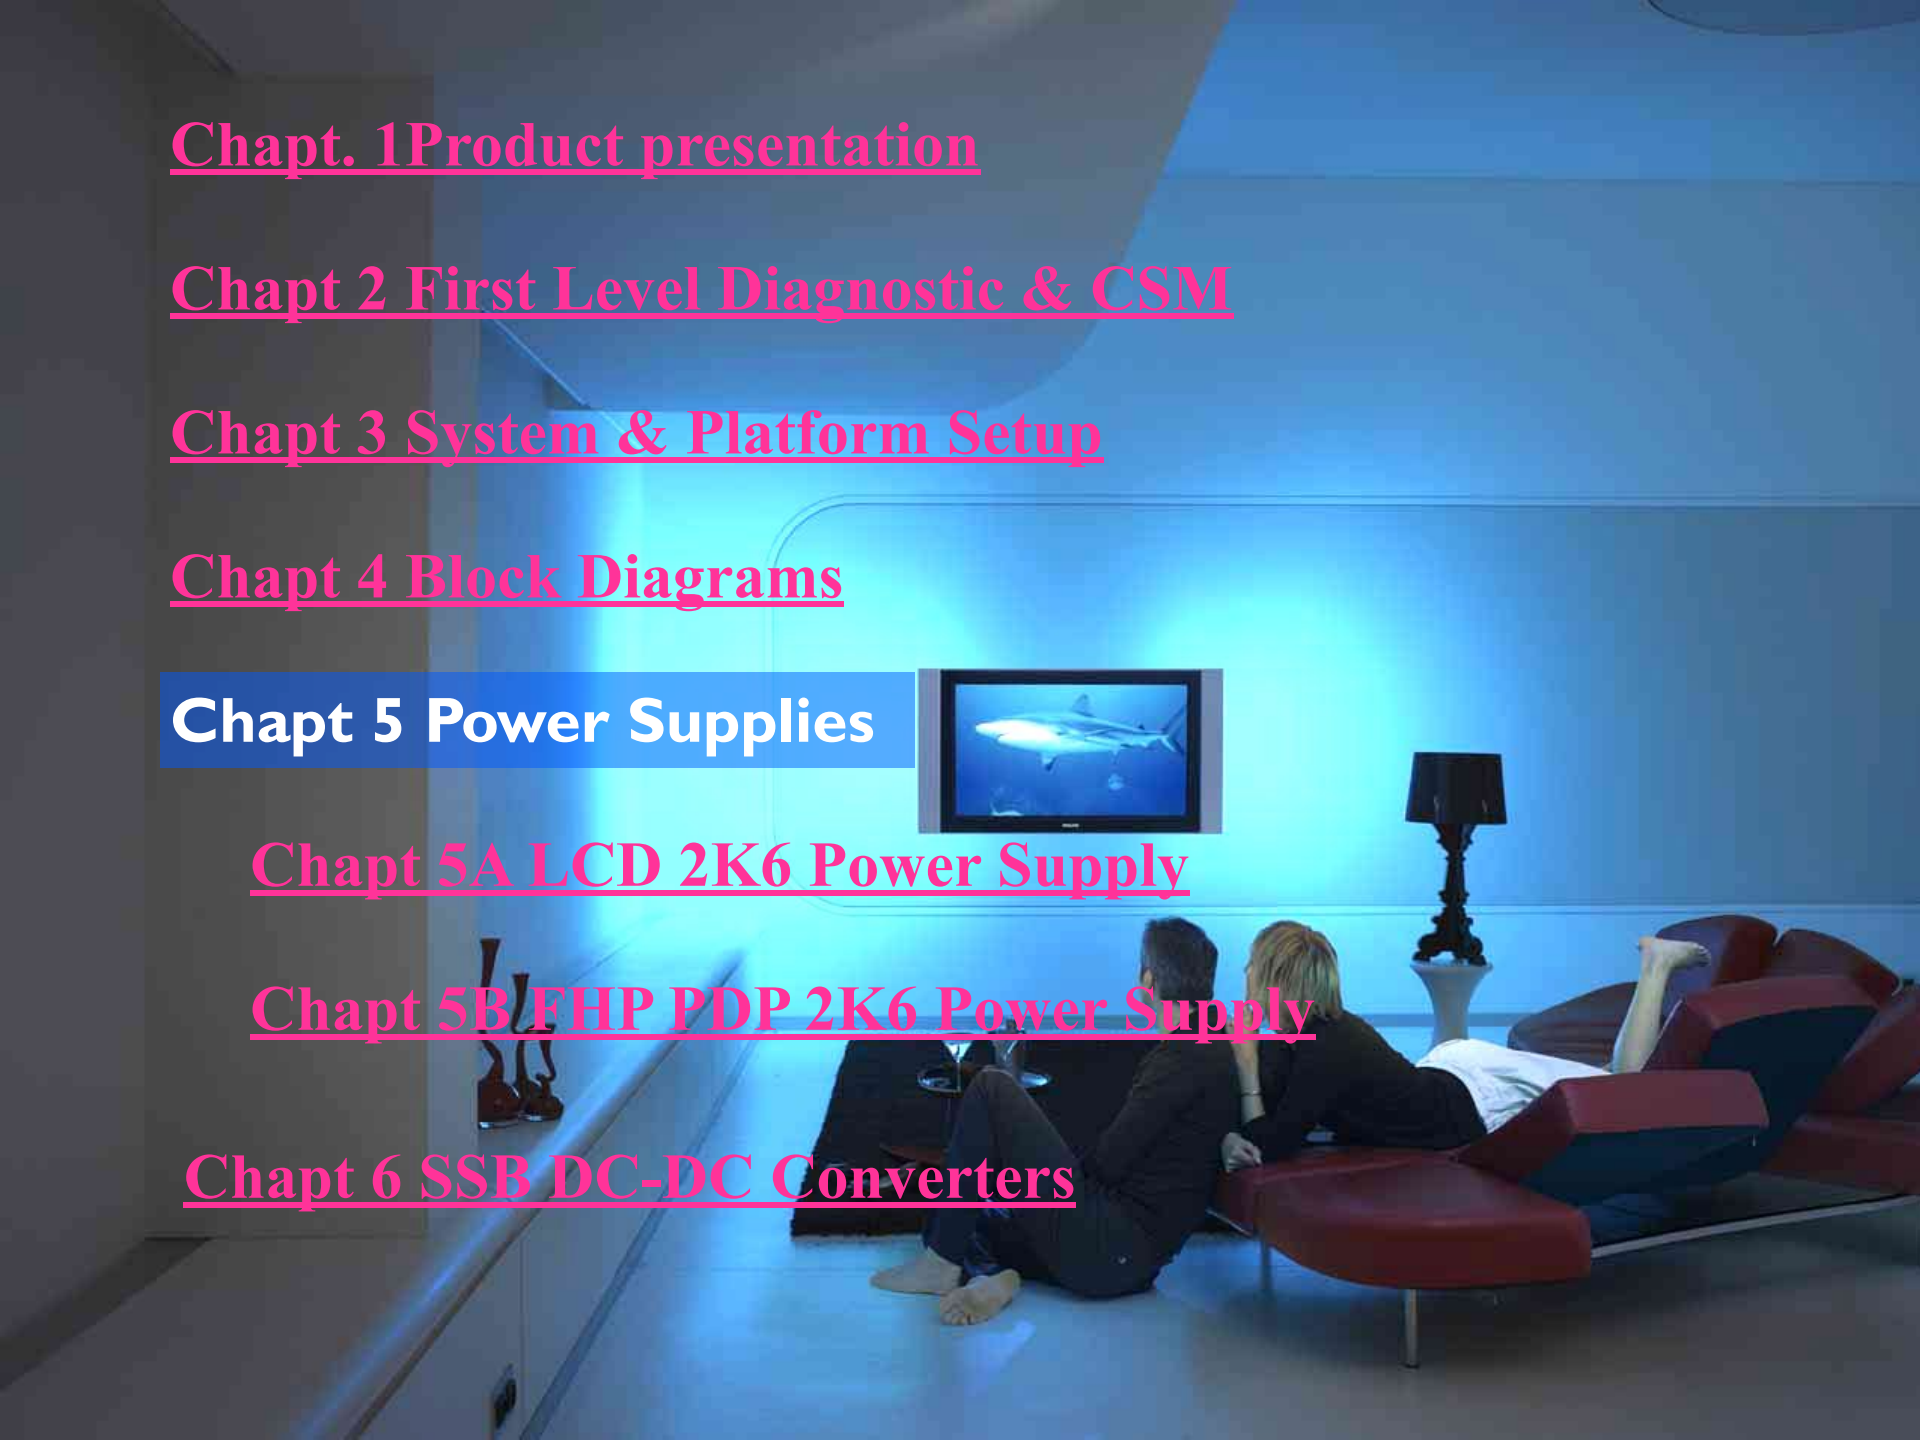 Chapt. 1Product presentation
Chapt 2 First Level Diagnostic & CSM
Chapt 3 System & Platform Setup
Chapt 4 Block Diagrams
Chapt 5 Power Supplies
Chapt 5A LCD 2K6 Power Supply
Chapt 5B FHP PDP 2K6 Power Supply
Chapt 6 SSB DC-DC Converters